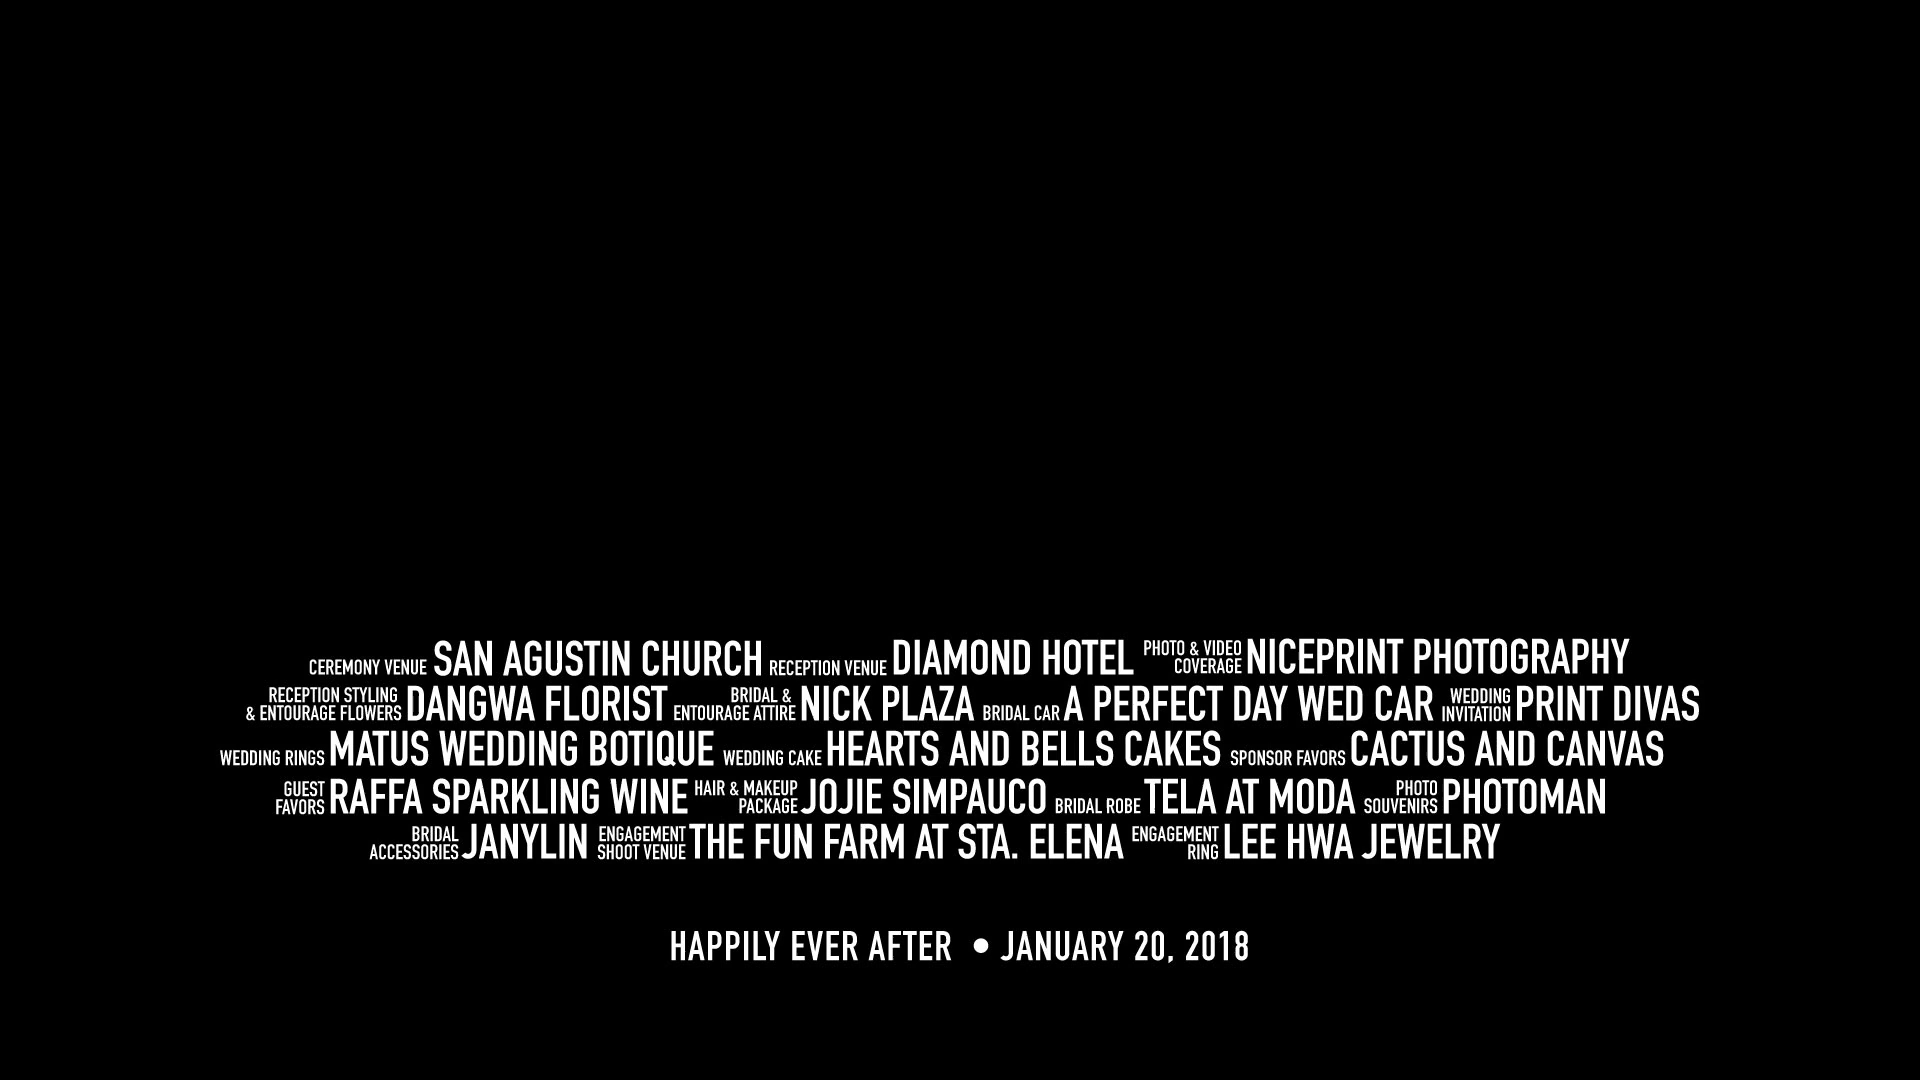 CEREMONY VENUE SAN AGUSTIN CHURCH RECEPTION VENUE DIAMOND HOTEL PHOTO & VIDEO COVERAGE NICEPRINT PHOTOGRAPHY
RECEPTION STYLING & ENTOURAGE FLOWERS DANGWA FLORIST BRIDAL & ENTOURAGE ATTIRE NICK PLAZA BRIDAL CAR A PERFECT DAY WED CAR WEDDING INVITATION PRINT DIVAS
WEDDING RINGS MATUS WEDDING BOTIQUE WEDDING CAKE HEARTS AND BELLS CAKES SPONSOR FAVORS CACTUS AND CANVAS
GUEST FAVORS RAFFA SPARKLING WINE HAIR & MAKEUP PACKAGE JOJIE SIMPAUCO BRIDAL ROBE TELA AT MODA PHOTO SOUVENIRS PHOTOMAN
BRIDAL ACCESSORIES JANYLIN ENGAGEMENT SHOOT VENUE THE FUN FARM AT STA. ELENA ENGAGEMENT RING LEE HWA JEWELRY
HAPPILY EVER AFTER • JANUARY 20, 2018